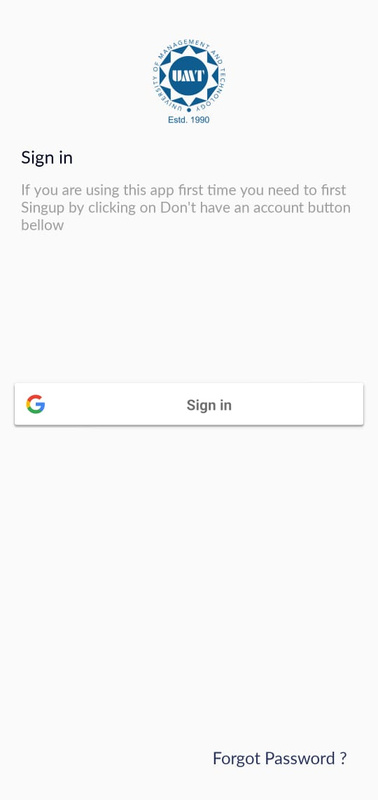 UNIVERSITY OF MANAGEMENT AND TECHNOLOGY
UMT
Estd. 1990
Sign in
If you are using this app first time you need to first
Singup by clicking on Don't have an account button
bellow
Sign in
Forgot Password ?